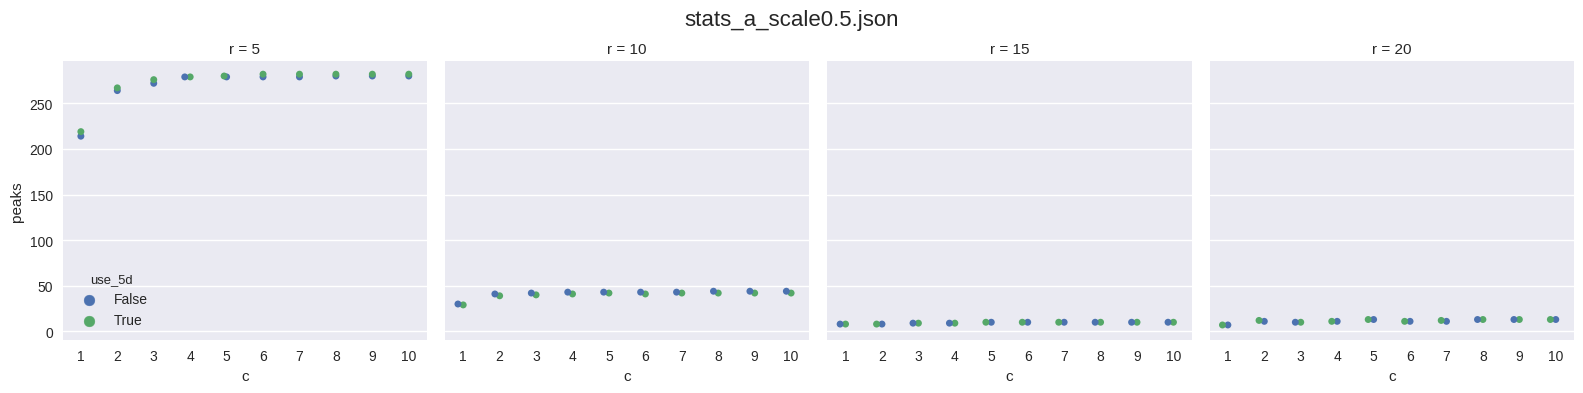 stats_a_scale0.5.json
r = 5
r = 10
r = 15
r = 20
peaks
250
200
150
100
50
0
use_5d
False
True
1 2 3 4 5 6 7 8 9 10
1 2 3 4 5 6 7 8 9 10
1 2 3 4 5 6 7 8 9 10
1 2 3 4 5 6 7 8 9 10
c
c
c
c